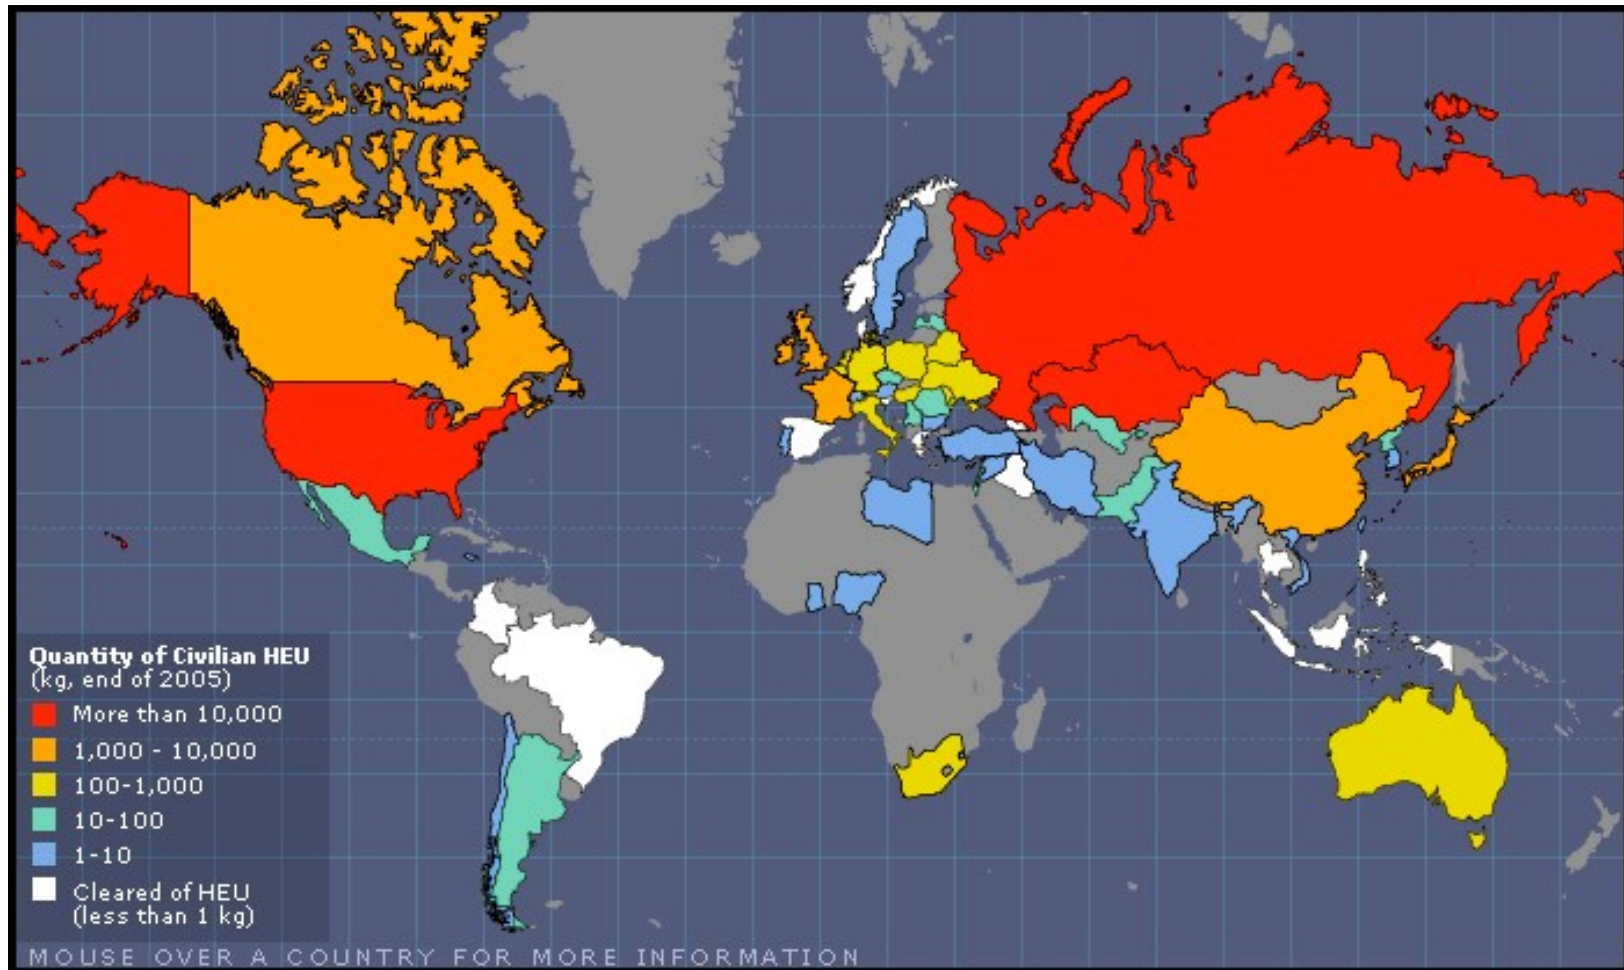 Quantity of Civilian HEU
(kg, end of 2005)
More than 10,000
1,000 - 10,000
100-1,000
10-100
1-10
Cleared of HEU
(less than 1 kg)
MOUSE OVER A COUNTRY FOR MORE INFORMATION